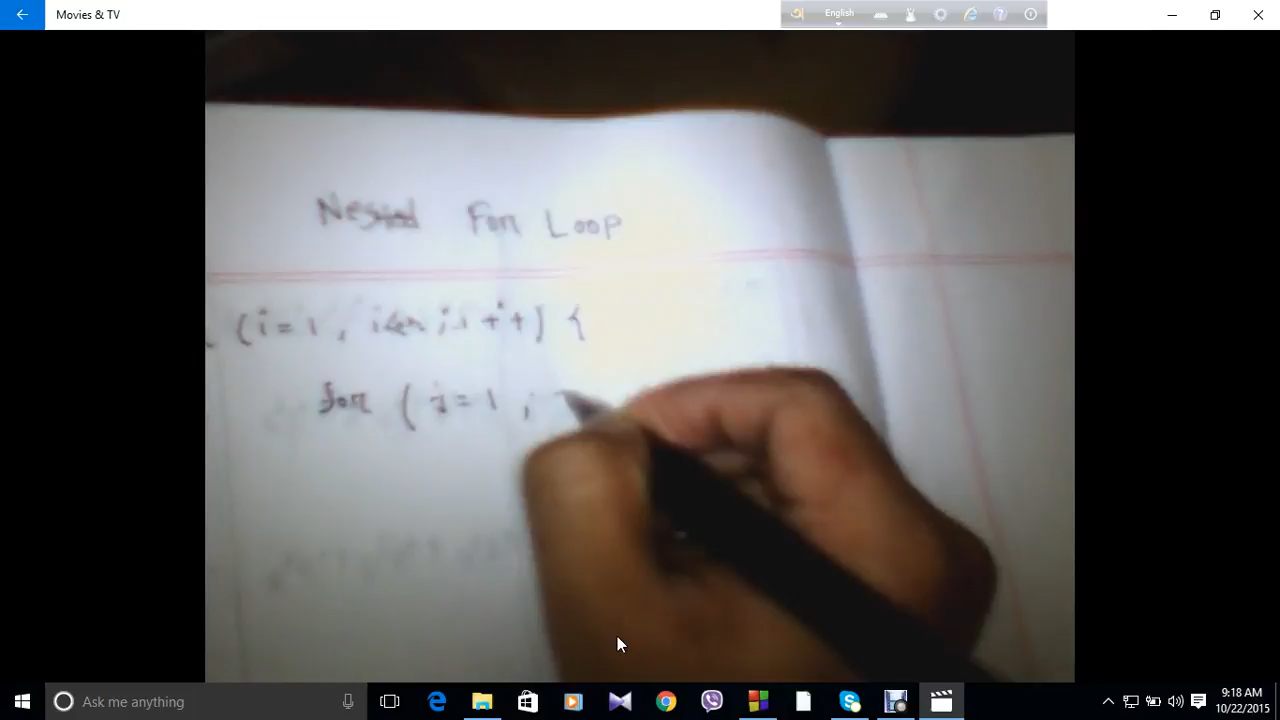 Movies & TV
English
Nested For Loop
(i=1, i<=n; i++) {
for (j=1;
Ask me anything
9:18 AM
10/22/2015